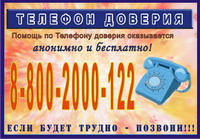 ТЕЛЕФОН ДОВЕРИЯ
Помощь по Телефону доверия оказывается
анонимно и бесплатно!
8-800-2000-122
ЕСЛИ БУДЕТ ТРУДНО - ПОЗВОНИ!!!